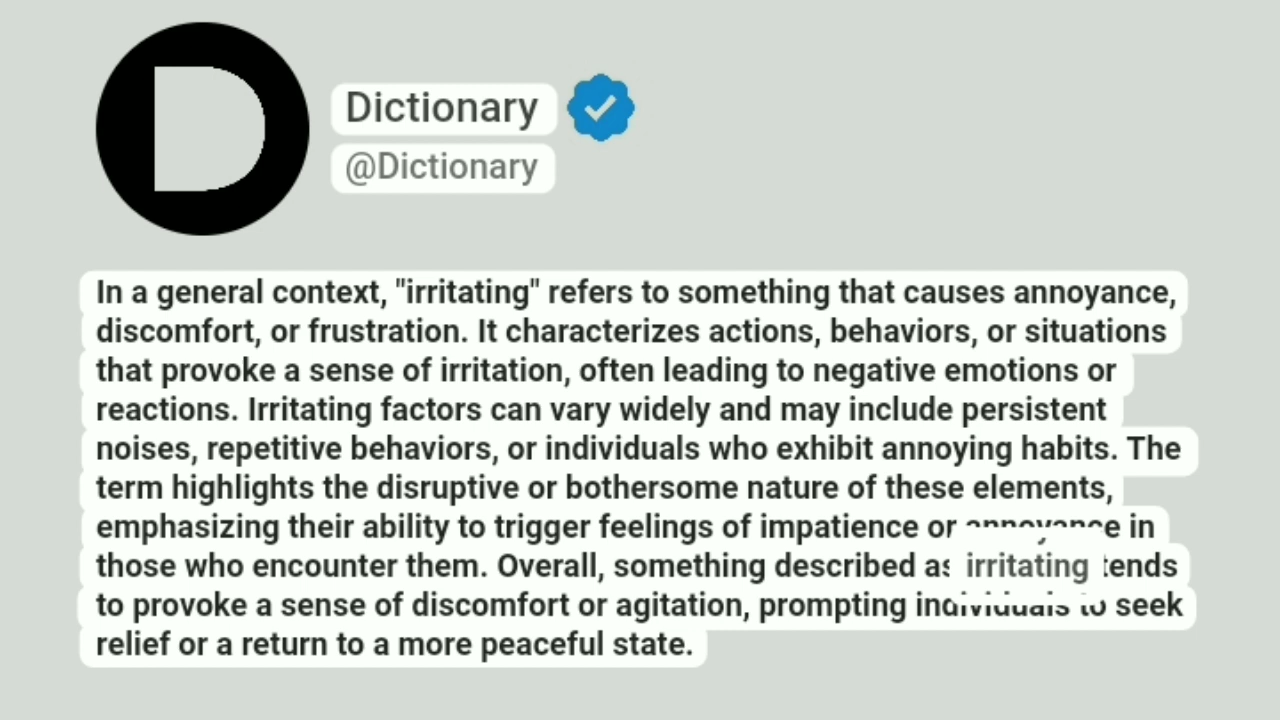 D
Dictionary
@Dictionary
In a general context, "irritating" refers to something that causes annoyance,
discomfort, or frustration. It characterizes actions, behaviors, or situations
that provoke a sense of irritation, often leading to negative emotions or
reactions. Irritating factors can vary widely and may include persistent
noises, repetitive behaviors, or individuals who exhibit annoying habits. The
term highlights the disruptive or bothersome nature of these elements,
emphasizing their ability to trigger feelings of impatience or annoyance in
those who encounter them. Overall, something described as irritating tends
to provoke a sense of discomfort or agitation, prompting individuals to seek
relief or a return to a more peaceful state.